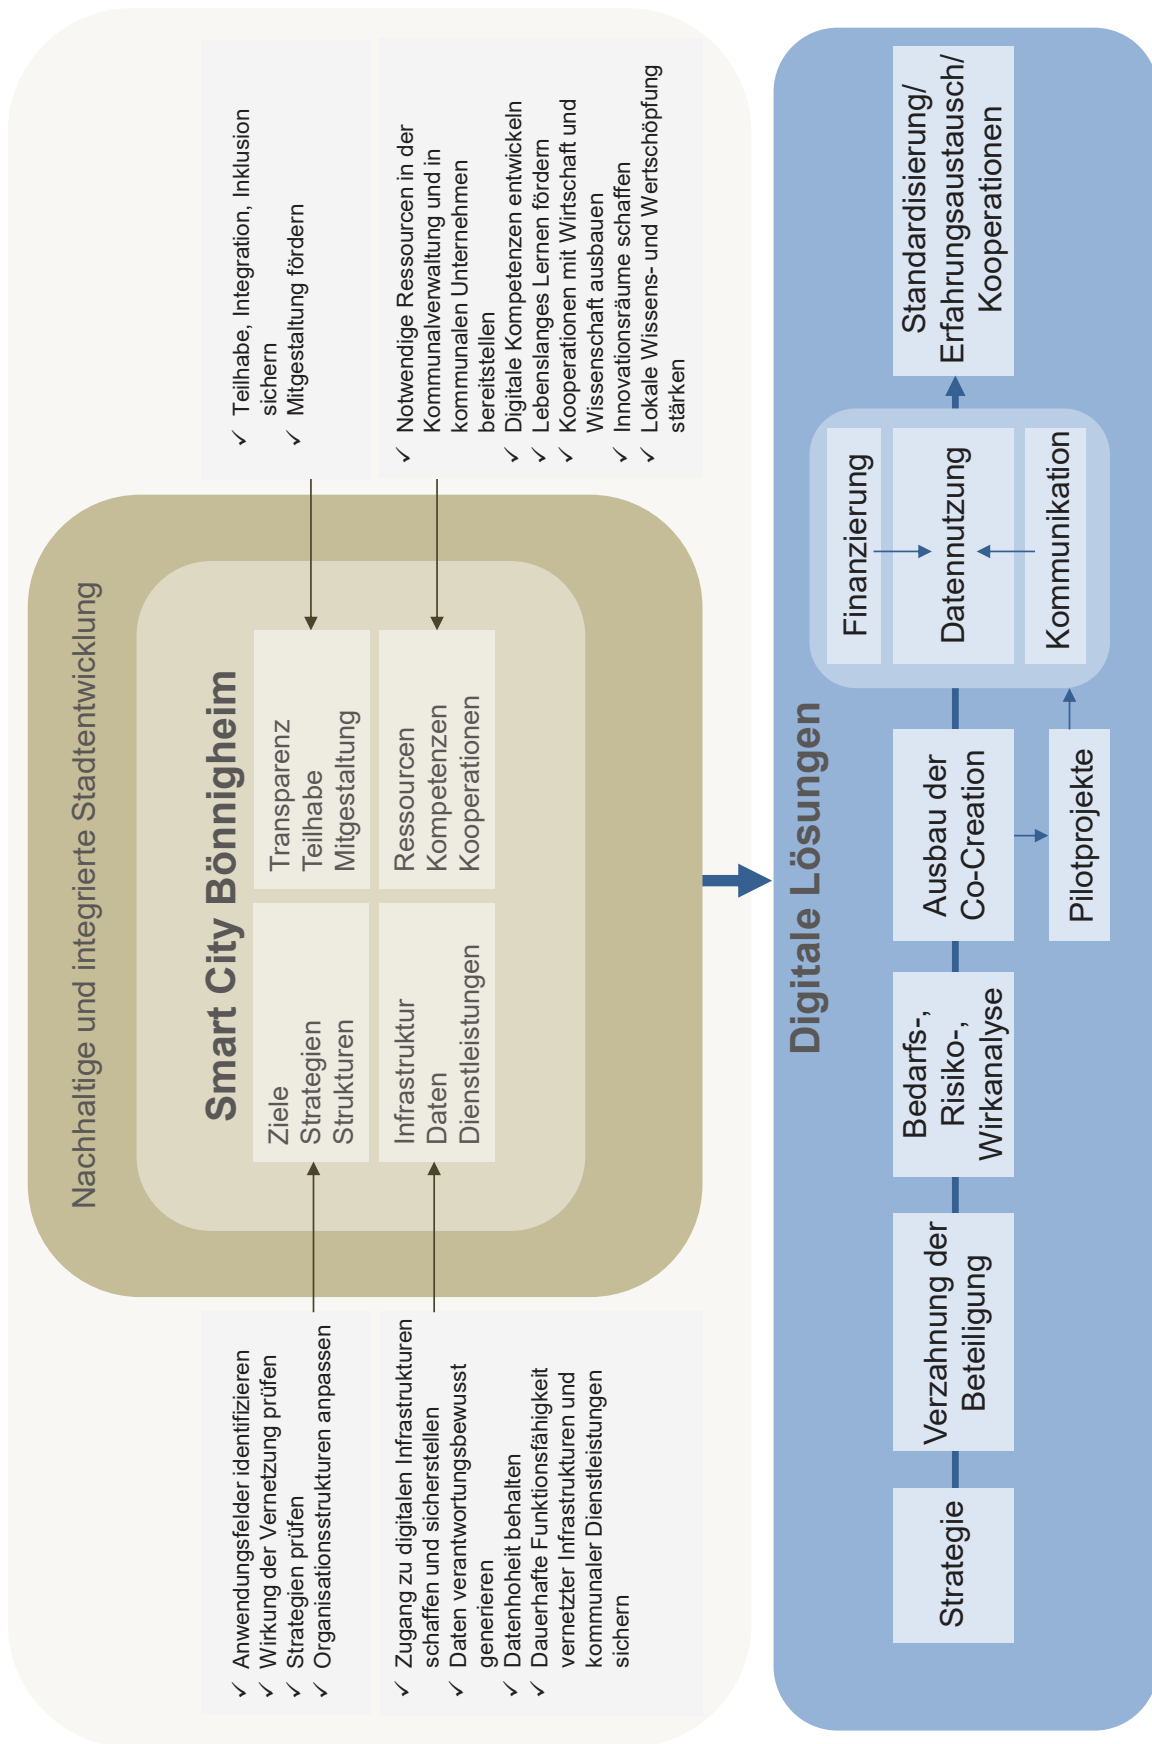 Nachhaltige und integrierte Stadtentwicklung
Smart City Bönnigheim
Ziele
Strategien
Strukturen
Transparenz
Teilhabe
Mitgestaltung
Infrastruktur
Daten
Dienstleistungen
Ressourcen
Kompetenzen
Kooperationen
✓ Anwendungsfelder identifizieren
✓ Wirkung der Vernetzung prüfen
✓ Strategien prüfen
✓ Organisationsstrukturen anpassen
✓ Zugang zu digitalen Infrastrukturen
schaffen und sicherstellen
✓ Daten verantwortungsbewusst
generieren
✓ Datenhoheit behalten
✓ Dauerhafte Funktionsfähigkeit
vernetzter Infrastrukturen und
kommunaler Dienstleistungen
sichern
✓ Teilhabe, Integration, Inklusion
sichern
✓ Mitgestaltung fördern
✓ Notwendige Ressourcen in der
Kommunalverwaltung und in
kommunalen Unternehmen
bereitstellen
✓ Digitale Kompetenzen entwickeln
✓ Lebenslanges Lernen fördern
✓ Kooperationen mit Wirtschaft und
Wissenschaft ausbauen
✓ Innovationsräume schaffen
✓ Lokale Wissens- und Wertschöpfung
stärken
Digitale Lösungen
Strategie
Verzahnung der
Beteiligung
Bedarfs-,
Risiko-,
Wirkanalyse
Ausbau der
Co-Creation
Pilotprojekte
Finanzierung
Datennutzung
Kommunikation
Standardisierung/
Erfahrungsaustausch/
Kooperationen